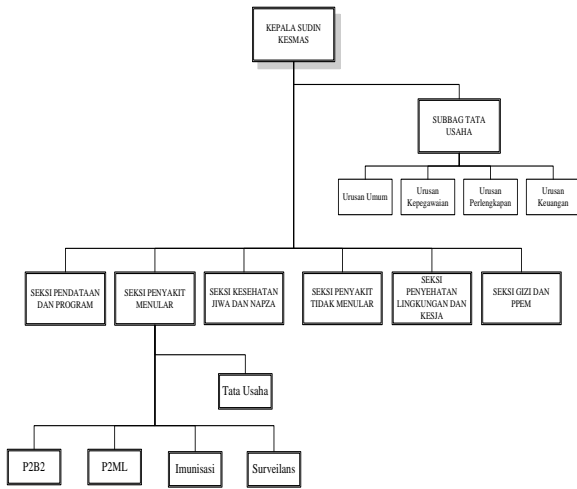 KEPALA SUDIN
KESMAS
SUBBAG TATA
USAHA
Urusan Umum
Urusan
Kepegawaian
Urusan
Perlengkapan
Urusan
Keuangan
SEKSI PENDATAAN
DAN PROGRAM
SEKSI PENYAKIT
MENULAR
SEKSI KESEHATAN
JIWA DAN NAPZA
SEKSI PENYAKIT
TIDAK MENULAR
SEKSI
PENYEHATAN
LINGKUNGAN DAN
KESJA
SEKSI GIZI DAN
PPEM
Tata Usaha
P2B2
P2ML
Imunisasi
Surveilans